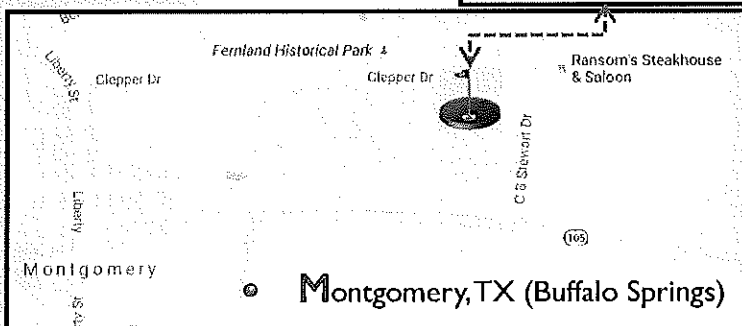 Fernland Historical Park
Liberty St
Clepper Dr
Clepper Dr
Ransom's Steakhouse
& Saloon
C B Stewart Dr
Liberty
105
Montgomery
Montgomery, TX (Buffalo Springs)
St